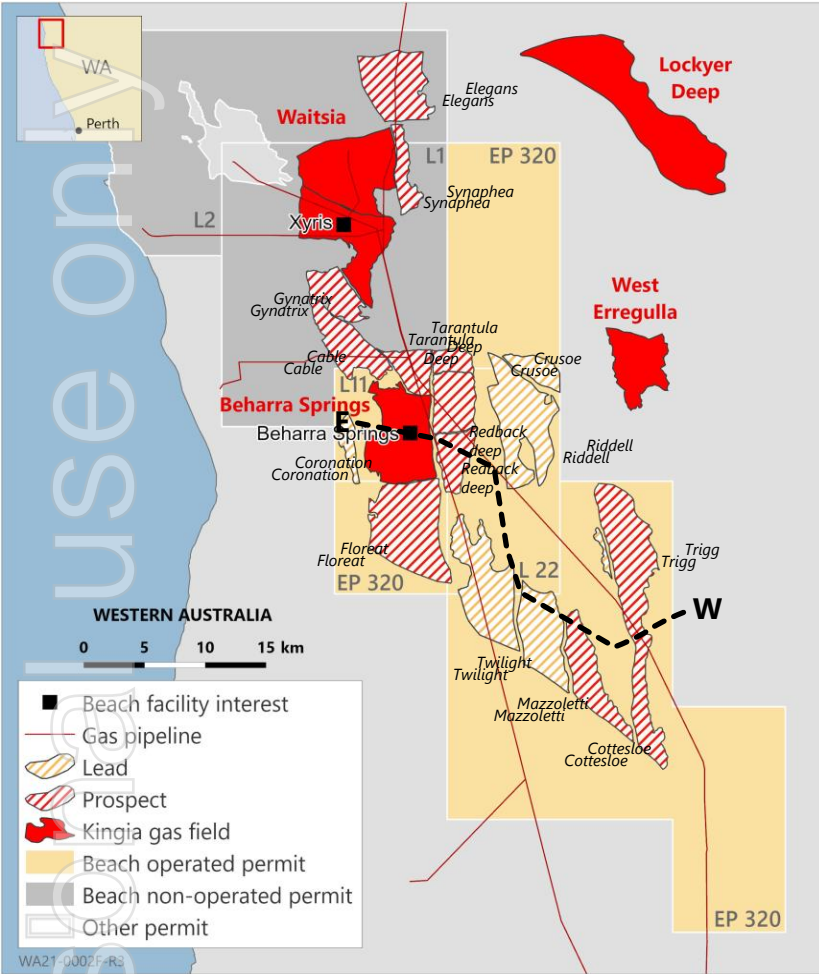 WA
Perth
Elegans
Elegans
Lockyer
Deep
Waitsia
L1
EP 320
Synaphea
Synaphea
L2
Xyris
West
Erregulla
Gynatrix
Gynatrix
Tarantula
Deep
Tarantula
Deep
Cable
Cable
Crusoe
Crusoe
L11
Beharra Springs
E
Beharra Springs
Redback
deep
Redback
deep
Riddell
Riddell
Coronation
Coronation
Floreat
Floreat
Trigg
Trigg
EP 320
L 22
W
WESTERN AUSTRALIA
0 5 10 15 km
Twilight
Twilight
Mazzoletti
Mazzoletti
Cottesloe
Cottesloe
Beach facility interest
Gas pipeline
Lead
Prospect
Kingia gas field
Beach operated permit
Beach non-operated permit
Other permit
EP 320
WA21-0002F-R3
sonal use only